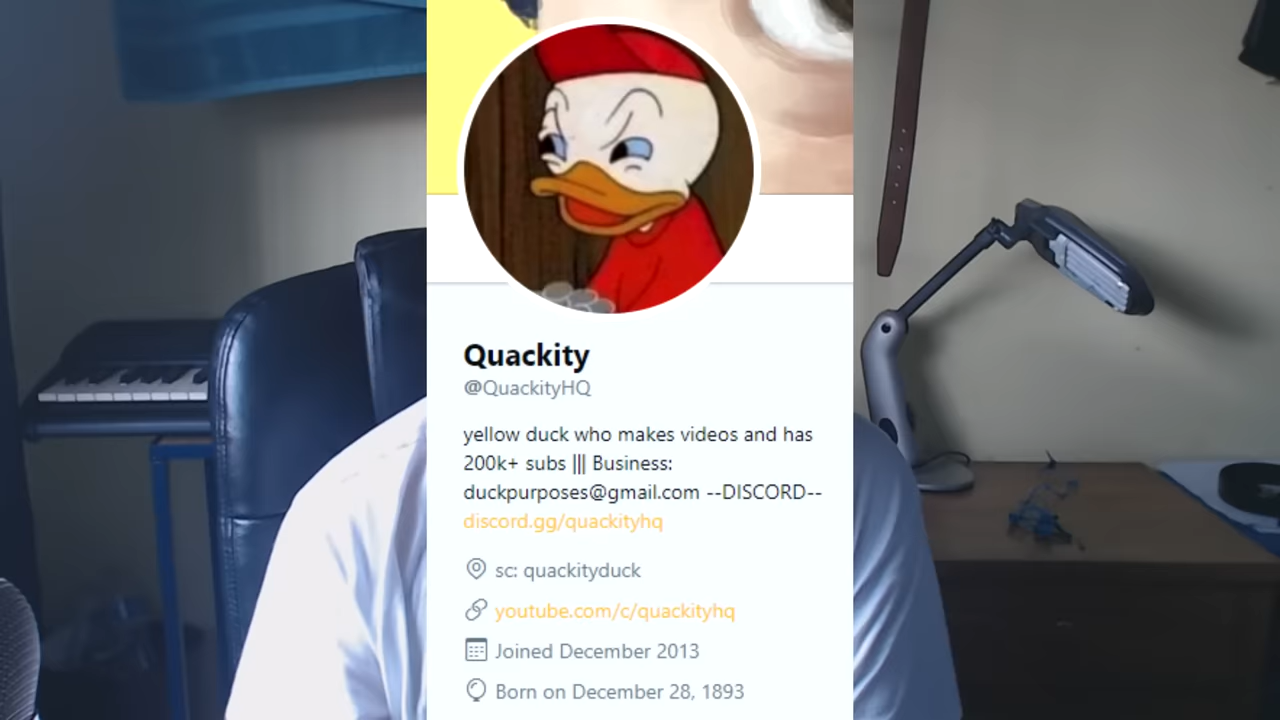 Quackity
@QuackityHQ
yellow duck who makes videos and has
200k+ subs ||| Business:
duckpurposes@gmail.com --DISCORD--
discord.gg/quackityhq
sc: quackityduck
youtube.com/c/quackityhq
Joined December 2013
Born on December 28, 1893